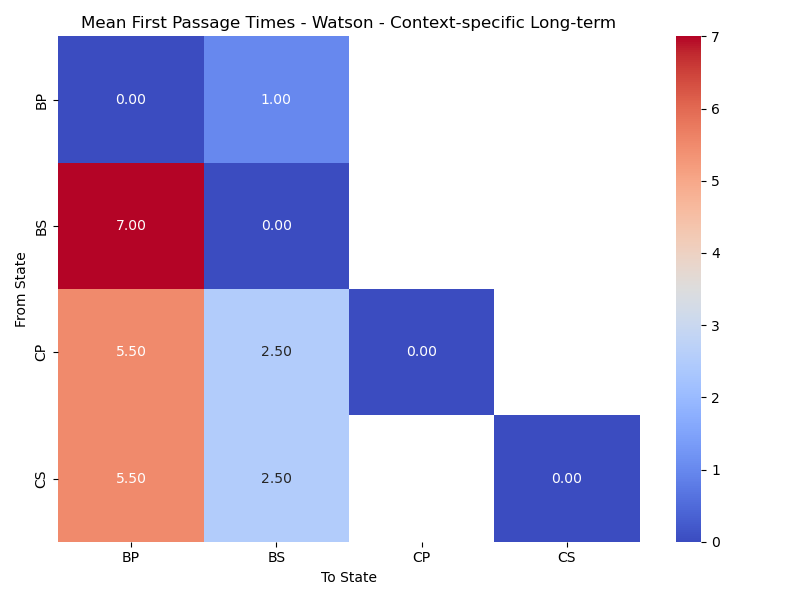 Mean First Passage Times - Watson - Context-specific Long-term
7
6
5
4
3
2
1
0
From State
BP
0.00 1.00
BS
7.00 0.00
CP
5.50 2.50 0.00
CS
5.50 2.50 0.00
BP BS CP CS
To State